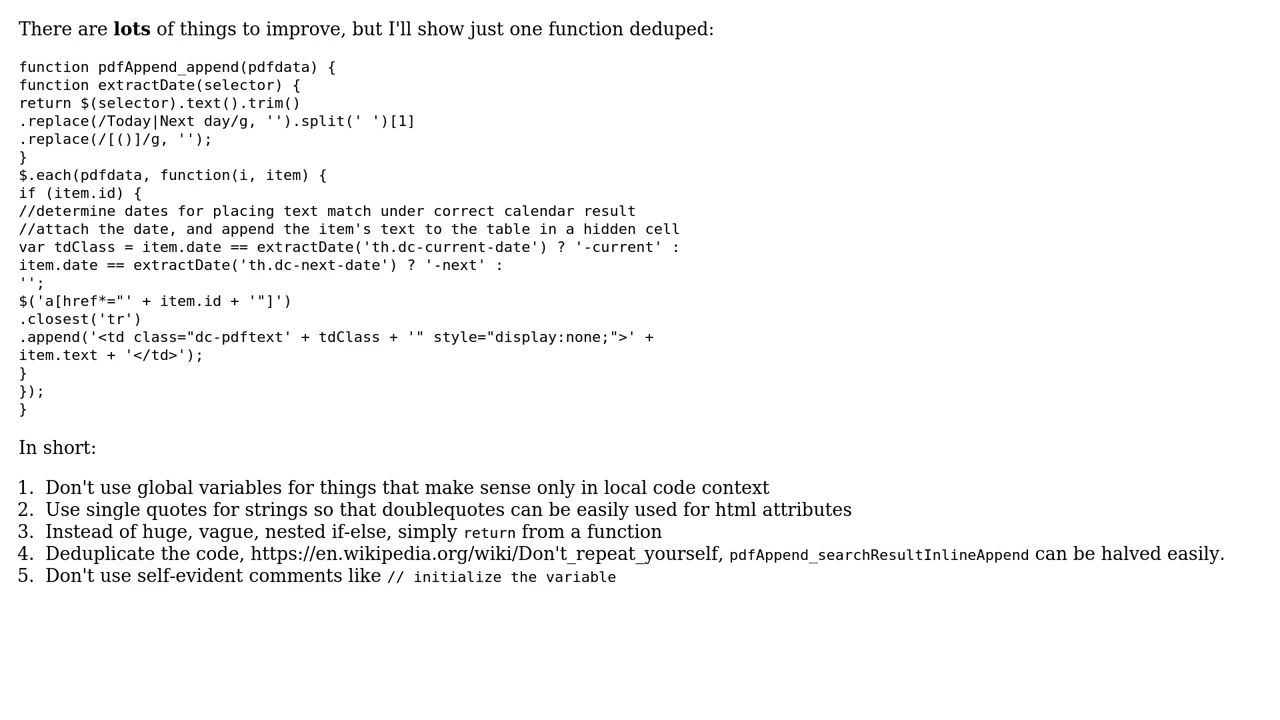 There are lots of things to improve, but I'll show just one function deduped:
function pdfAppend_append(pdfdata) {
function extractDate(selector) {
return $(selector).text().trim()
.replace(/Today|Next day/g, '').split(' ')[1]
.replace(/[()]/g, '');
}
$.each(pdfdata, function(i, item) {
if (item.id) {
//determine dates for placing text match under correct calendar result
//attach the date, and append the item's text to the table in a hidden cell
var tdClass = item.date == extractDate('th.dc-current-date') ? '-current' :
item.date == extractDate('th.dc-next-date') ? '-next' :
'';
$('a[href*="' + item.id + '"]')
.closest('tr')
.append('<td class="dc-pdftext' + tdClass + '" style="display:none;">' +
item.text + '</td>');
}
});
}
In short:
1. Don't use global variables for things that make sense only in local code context
2. Use single quotes for strings so that doublequotes can be easily used for html attributes
3. Instead of huge, vague, nested if-else, simply return from a function
4. Deduplicate the code, https://en.wikipedia.org/wiki/Don't_repeat_yourself, pdfAppend_searchResultInlineAppend can be halved easily.
5. Don't use self-evident comments like // initialize the variable